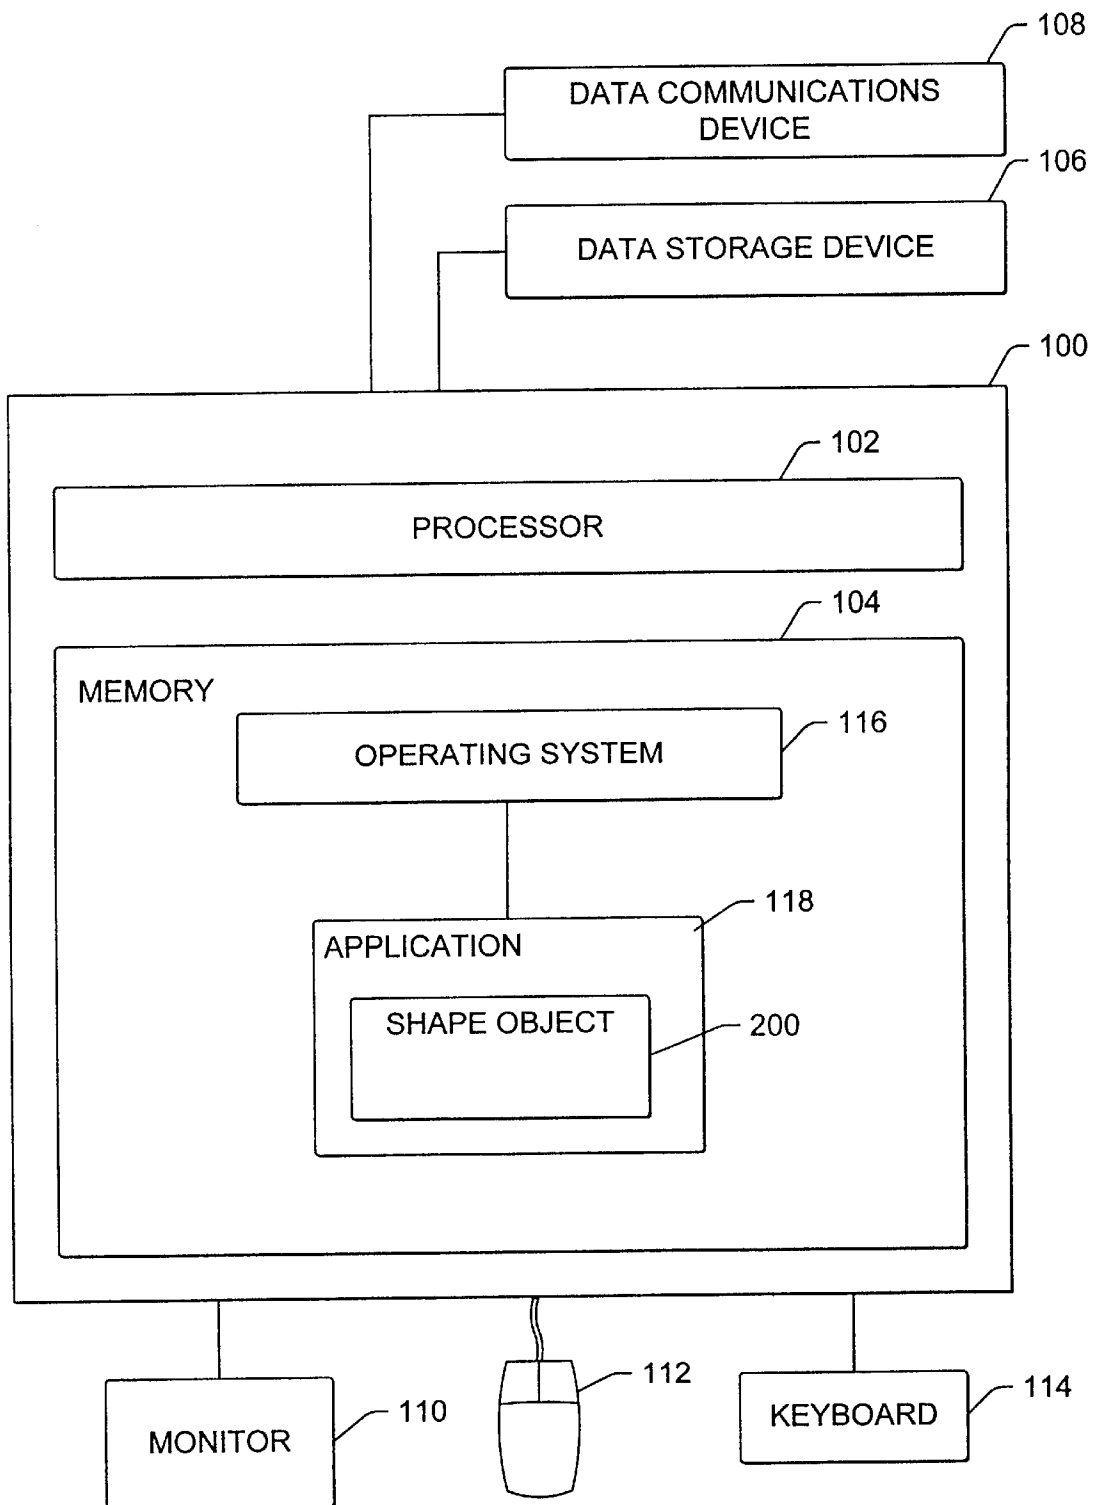 108
DATA COMMUNICATIONS
DEVICE
106
DATA STORAGE DEVICE
100
102
PROCESSOR
104
MEMORY
116
OPERATING SYSTEM
118
APPLICATION
SHAPE OBJECT
200
112
114
110
KEYBOARD
MONITOR